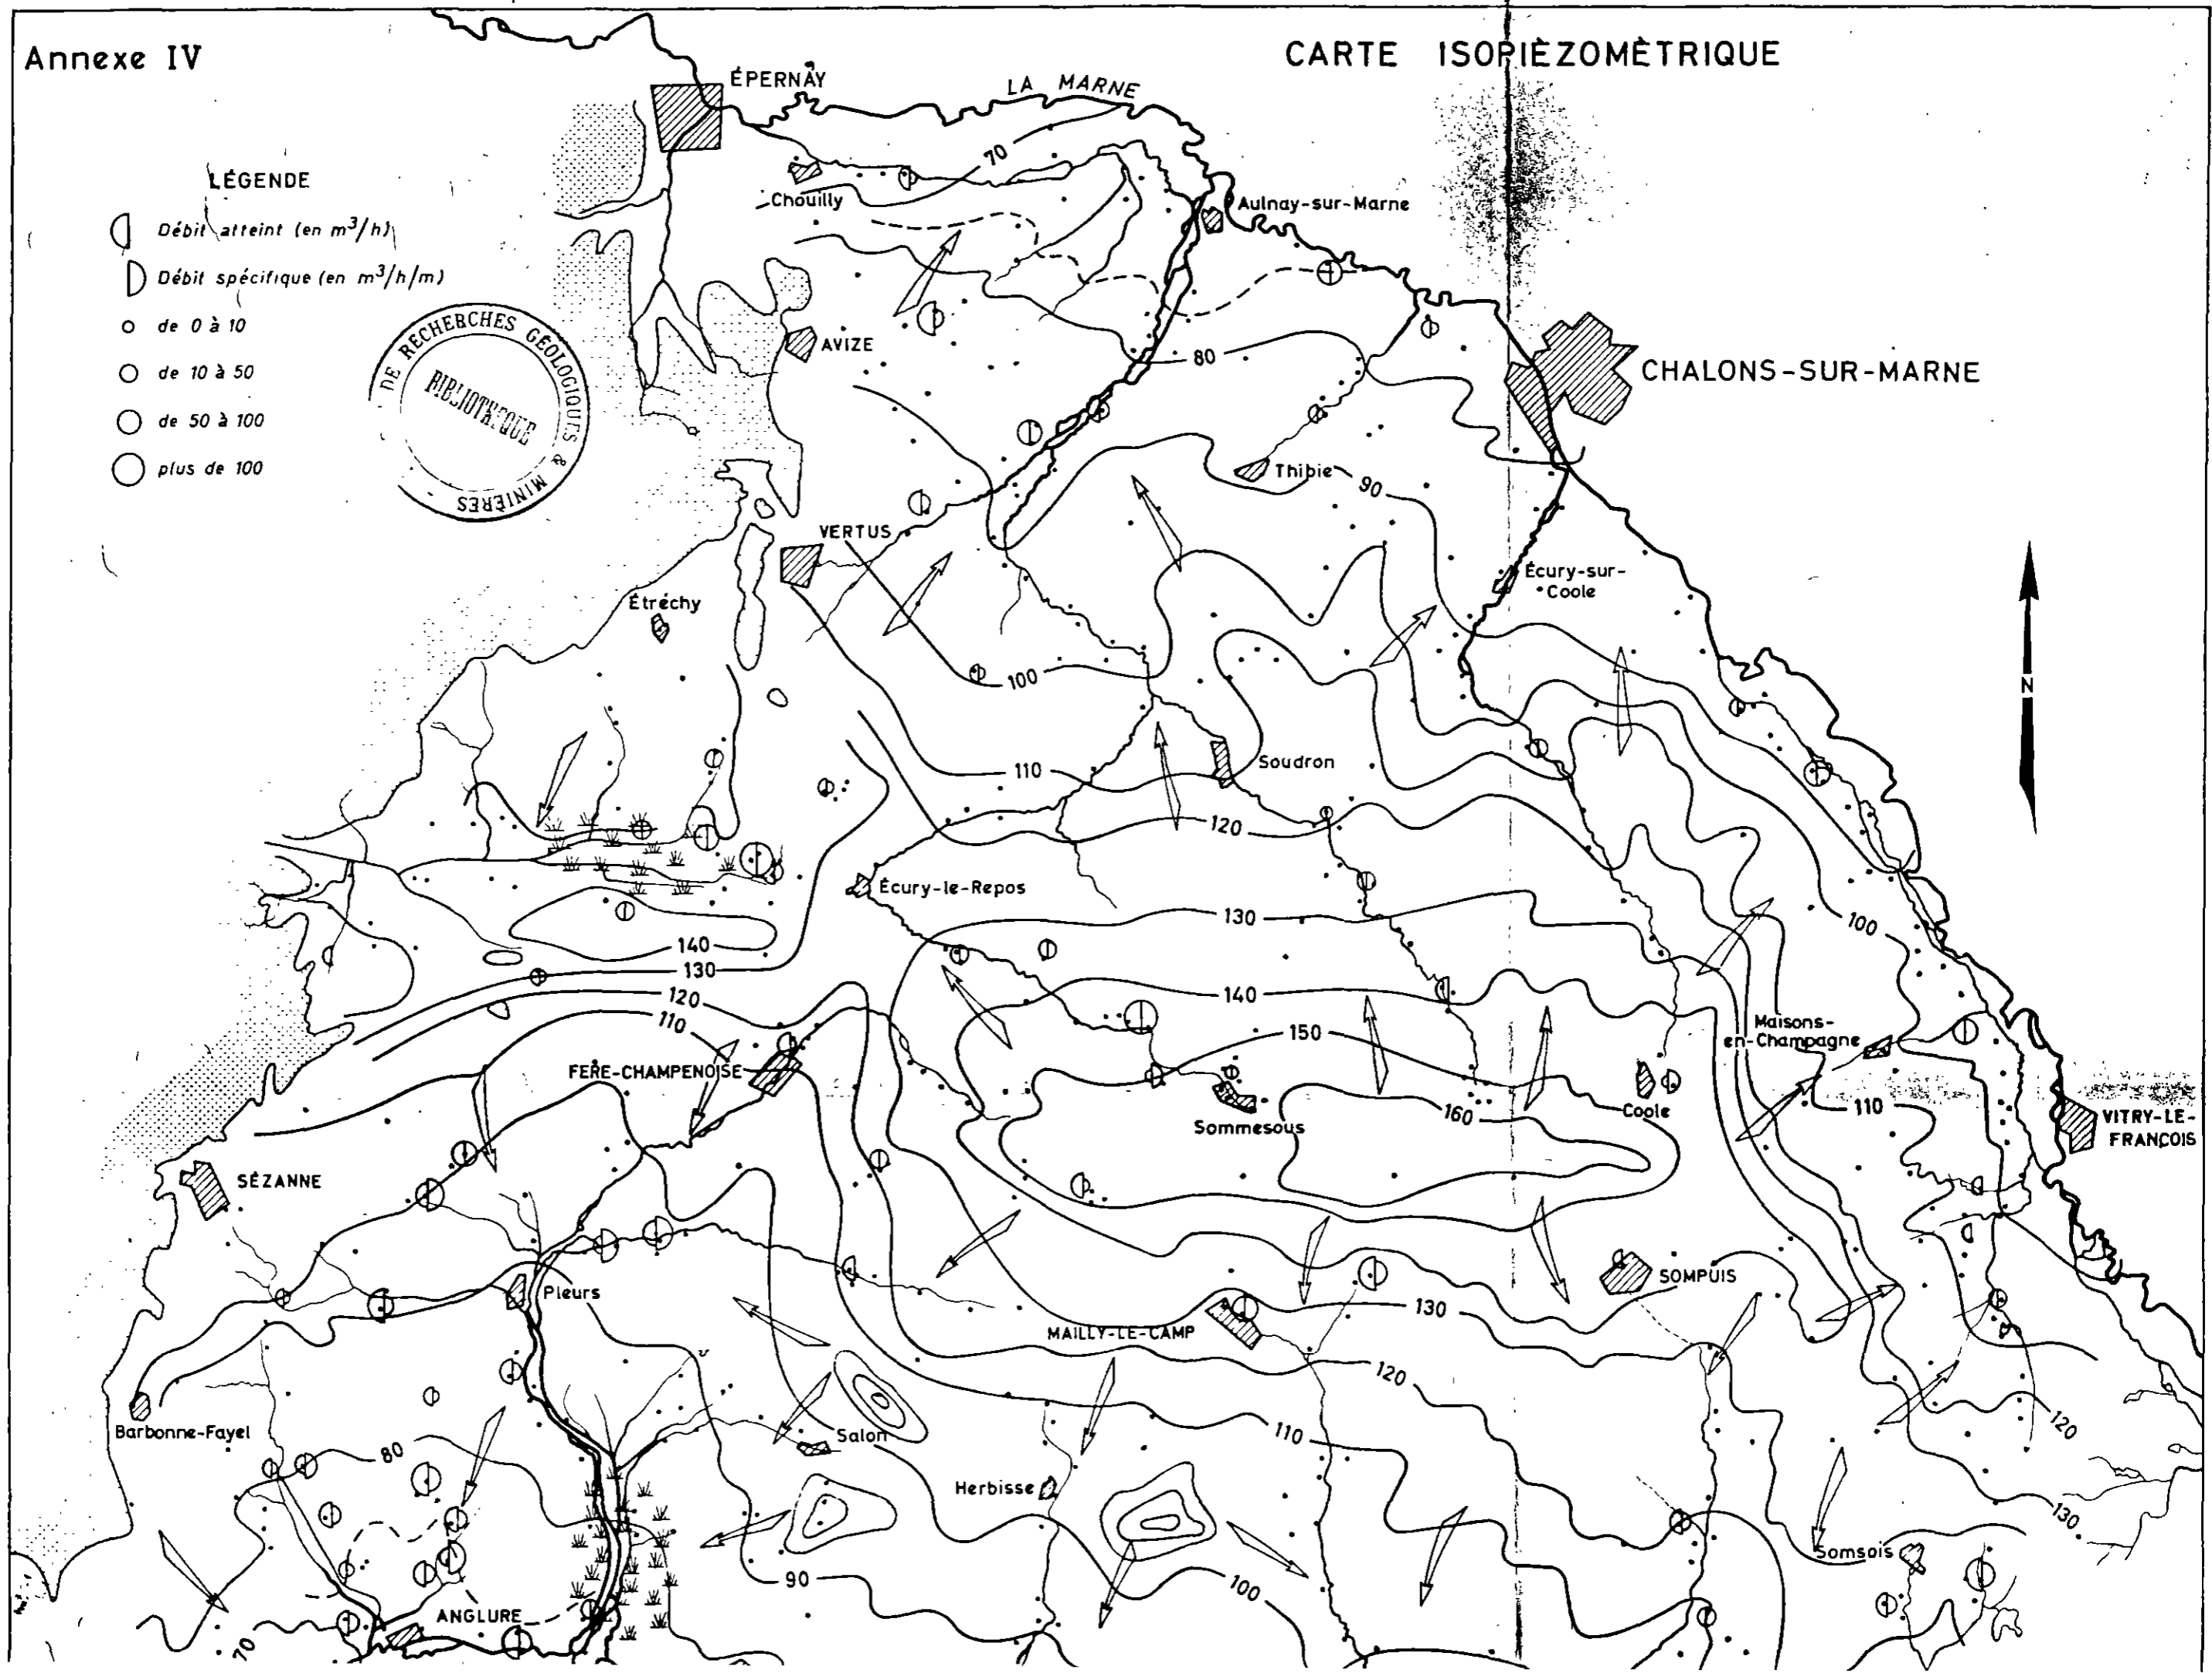 Annexe IV
CARTE ISOPIÈZOMÈTRIQUE
ÉPERNAY
LA MARNE
LÉGENDE
Débit atteint (en m³/h)
Débit spécifique (en m³/h/m)
de 0 à 10
de 10 à 50
de 50 à 100
plus de 100
DE RECHERCHES GÉOLOGIQUES & MINIÈRES
BIBLIOTHEQUE
70
Chouilly
Aulnay-sur-Marne
AVIZE
80
CHALONS-SUR-MARNE
Thibie
90
VERTUS
Écury-sur-
Coole
Étréchy
100
N
110
Soudron
120
Écury-le-Repos
130
100
140
130
120
140
110
150
Maisons-
en-Champagne
FERE-CHAMPENOISE
160
Coole
110
VITRY-LE-
FRANÇOIS
Sommesous
SÉZANNE
SOMPUIS
Pleurs
130
MAILLY-LE-CAMP
120
Barbonne-Fayel
Salon
110
120
80
Herbisse
130
Somsois
90
100
ANGLURE
70